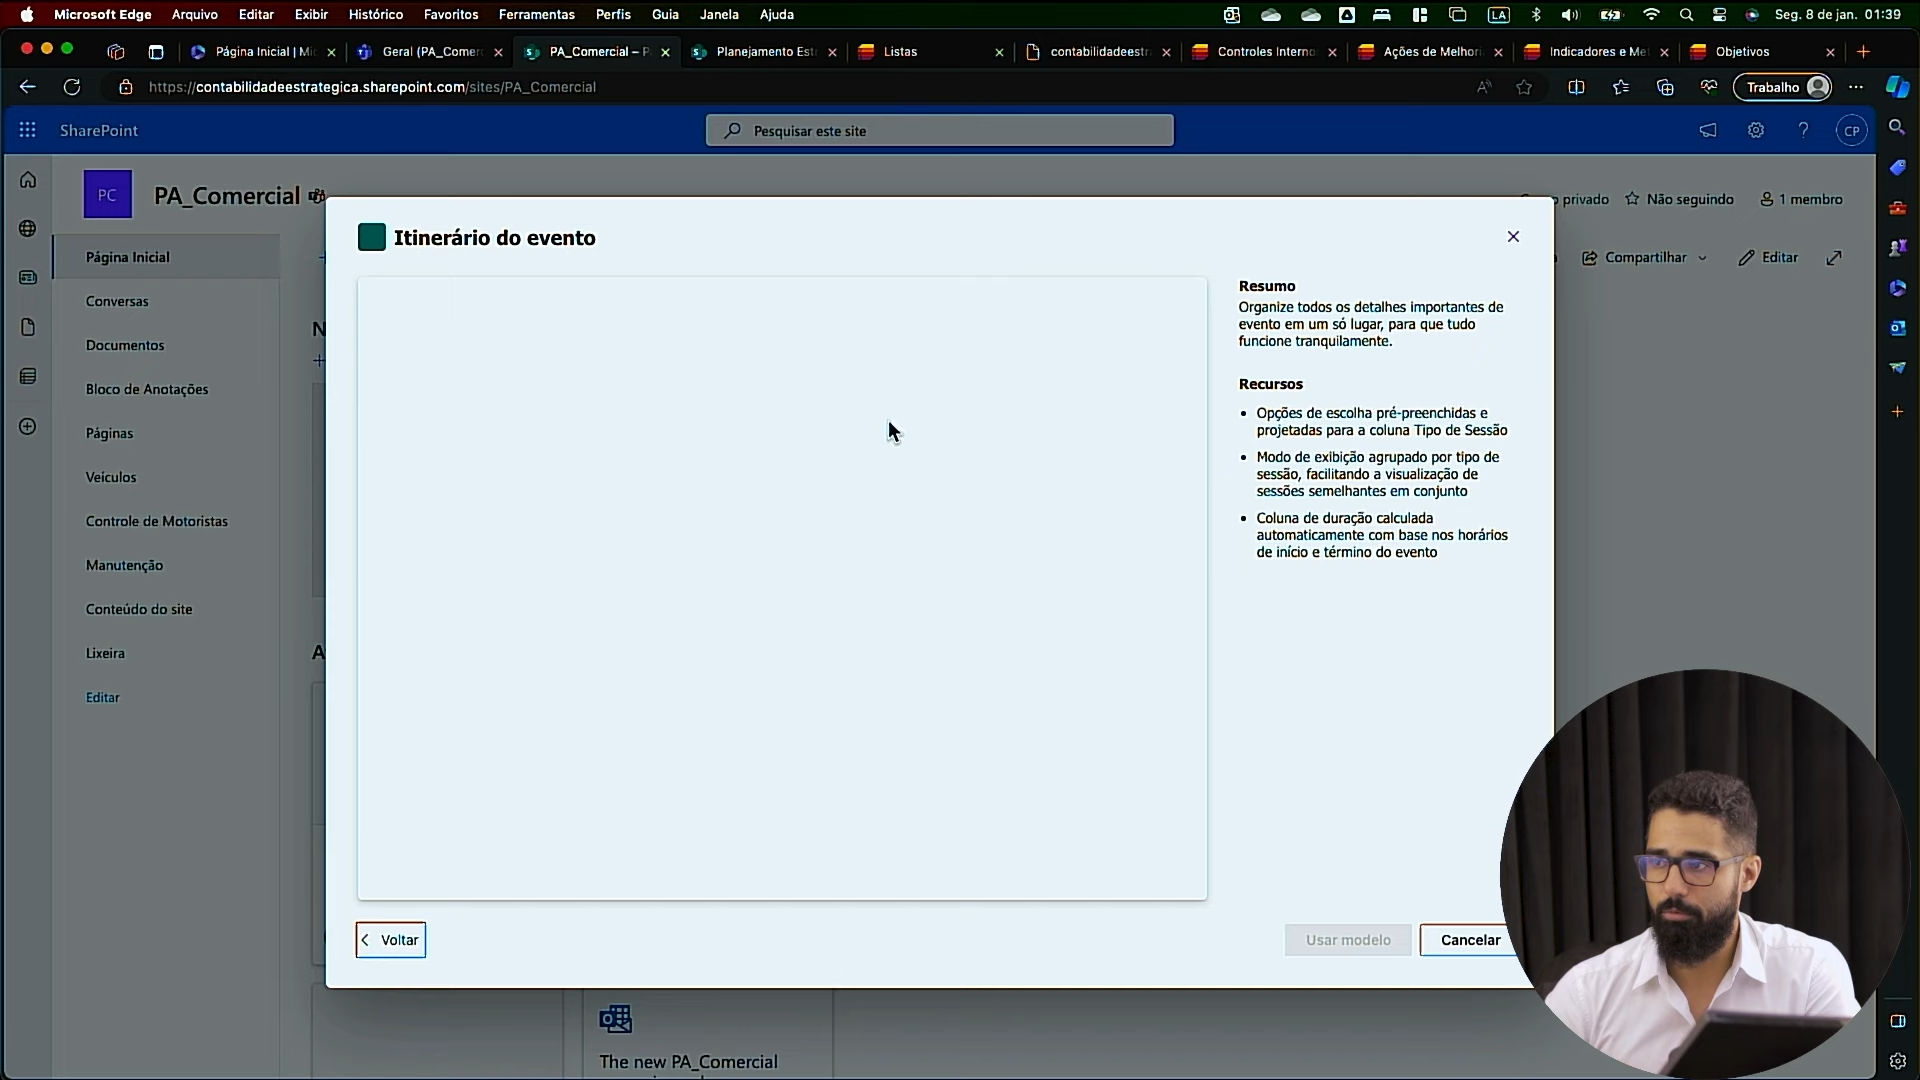 Microsoft Edge Arquivo Editar Exibir Histórico Favoritos Ferramentas Perfis Guia Janela Ajuda
LA Seg. 8 de jan. 01:39
Página Inicial | Mi
Geral (PA_Comer
PA_Comercial – P
Planejamento Est
Listas
contabilidadeestr
Controles Interno
Ações de Melhori
Indicadores e Me
Objetivos
https://contabilidadeestrategica.sharepoint.com/sites/PA_Comercial
Trabalho
SharePoint
Pesquisar este site
CP
PC
PA_Comercial
privado
Não seguindo
1 membro
Compartilhar
Editar
Página Inicial
Conversas
Documentos
Bloco de Anotações
Páginas
Veículos
Controle de Motoristas
Manutenção
Conteúdo do site
Lixeira
Editar
N
A
Itinerário do evento
Resumo
Organize todos os detalhes importantes de
evento em um só lugar, para que tudo
funcione tranquilamente.
Recursos
• Opções de escolha pré-preenchidas e
projetadas para a coluna Tipo de Sessão
• Modo de exibição agrupado por tipo de
sessão, facilitando a visualização de
sessões semelhantes em conjunto
• Coluna de duração calculada
automaticamente com base nos horários
de início e término do evento
Voltar
Usar modelo
Cancelar
The new PA_Comercial